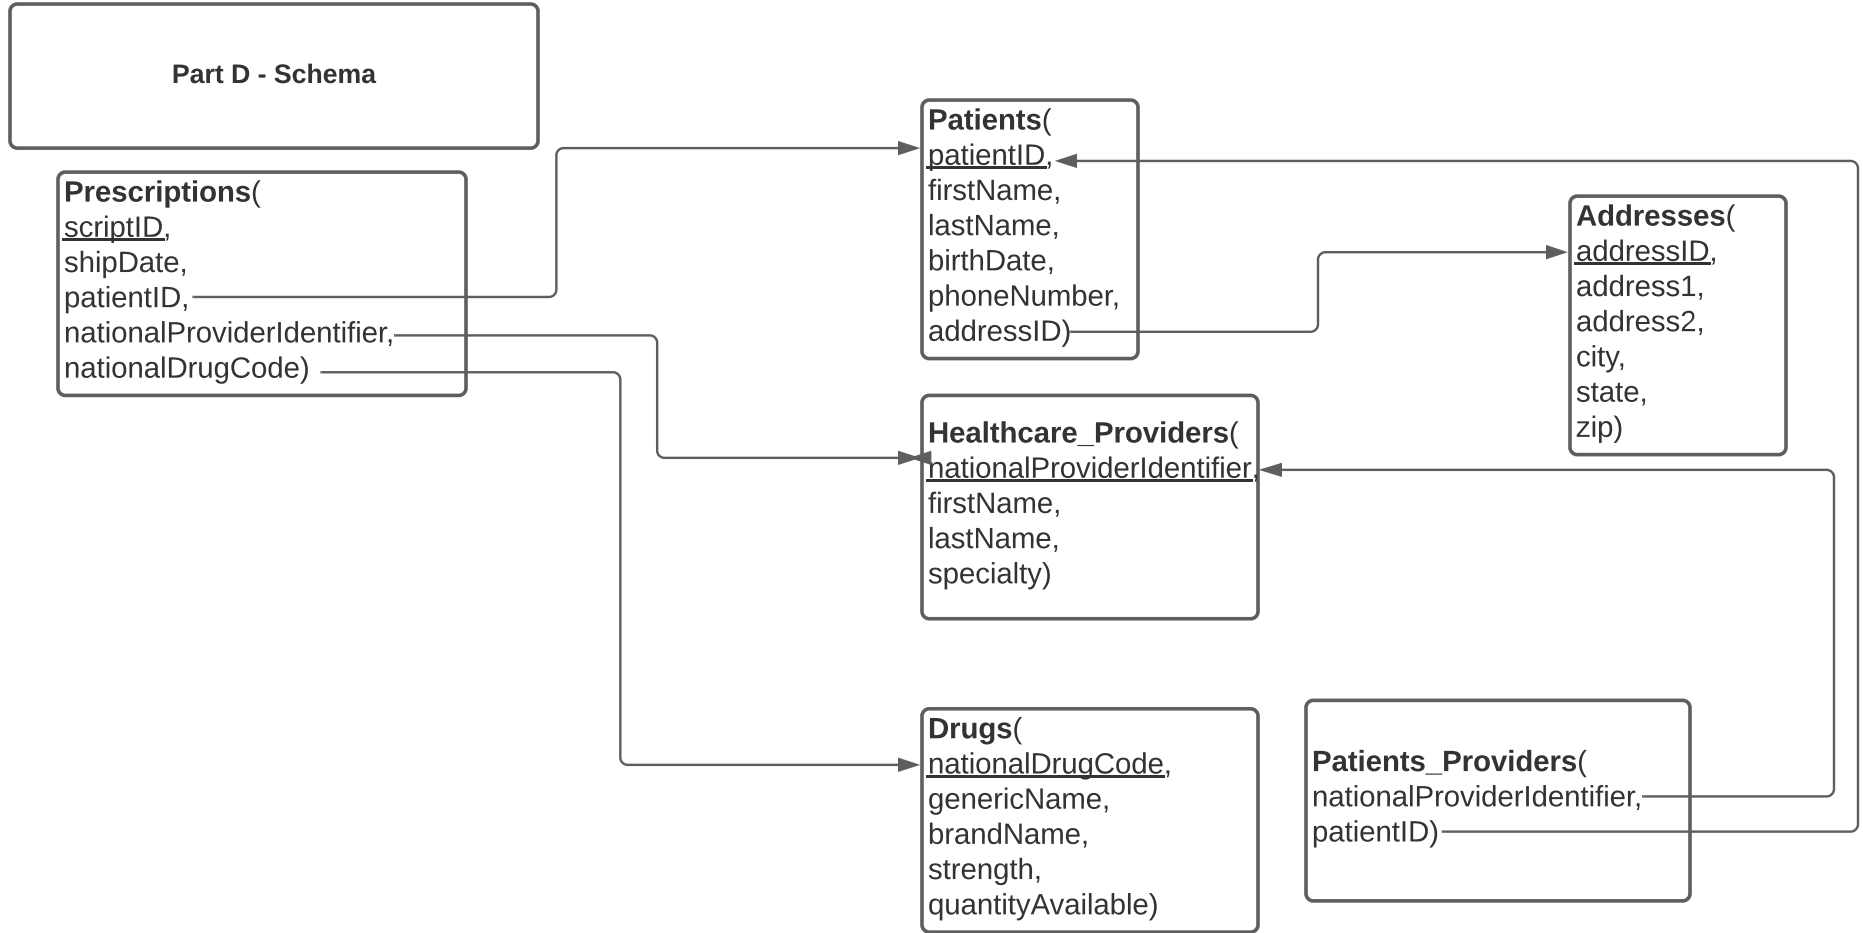 Part D - Schema
Prescriptions(
scriptID,
shipDate,
patientID,
nationalProviderIdentifier,
nationalDrugCode)
Patients(
patientID,
firstName,
lastName,
birthDate,
phoneNumber,
addressID)
Addresses(
addressID,
address1,
address2,
city,
state,
zip)
Healthcare_Providers(
nationalProviderIdentifier,
firstName,
lastName,
specialty)
Drugs(
nationalDrugCode,
genericName,
brandName,
strength,
quantityAvailable)
Patients_Providers(
nationalProviderIdentifier,
patientID)